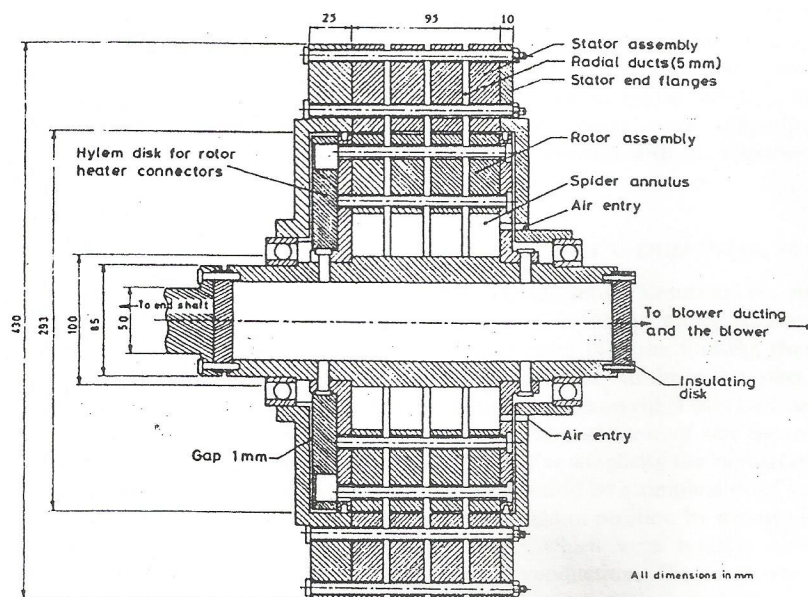 25
95
10
Stator assembly
Radial ducts (5 mm)
Stator end flanges
Hylem disk for rotor
heater connectors
Rotor assembly
Spider annulus
Air entry
430
293
100
85
50
To end shaft
To blower ducting
and the blower
Insulating
disk
Gap 1mm
Air entry
All dimensions in mm